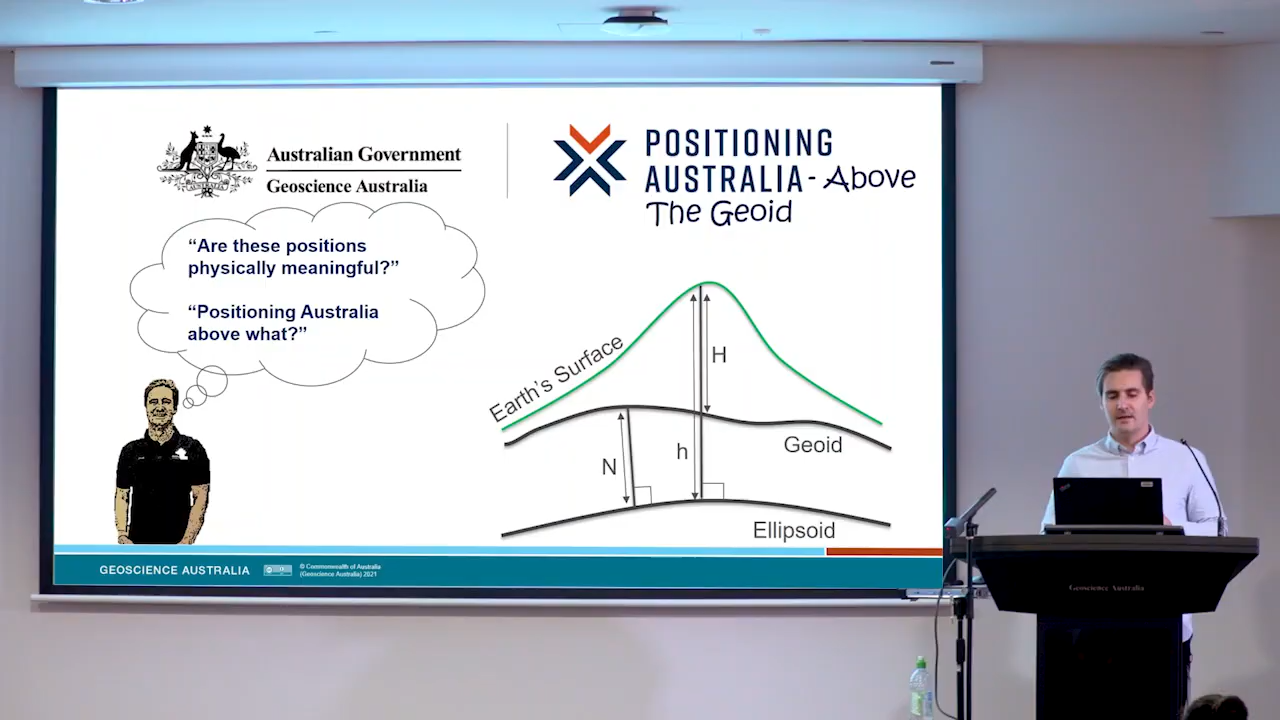 Australian Government
Geoscience Australia
POSITIONING
AUSTRALIA - Above
The Geoid
“Are these positions
physically meaningful?”
“Positioning Australia
above what?”
Earth's Surface
H
Geoid
N
h
Ellipsoid
GEOSCIENCE AUSTRALIA
© Commonwealth of Australia
(Geoscience Australia) 2021
Geoscience Australia